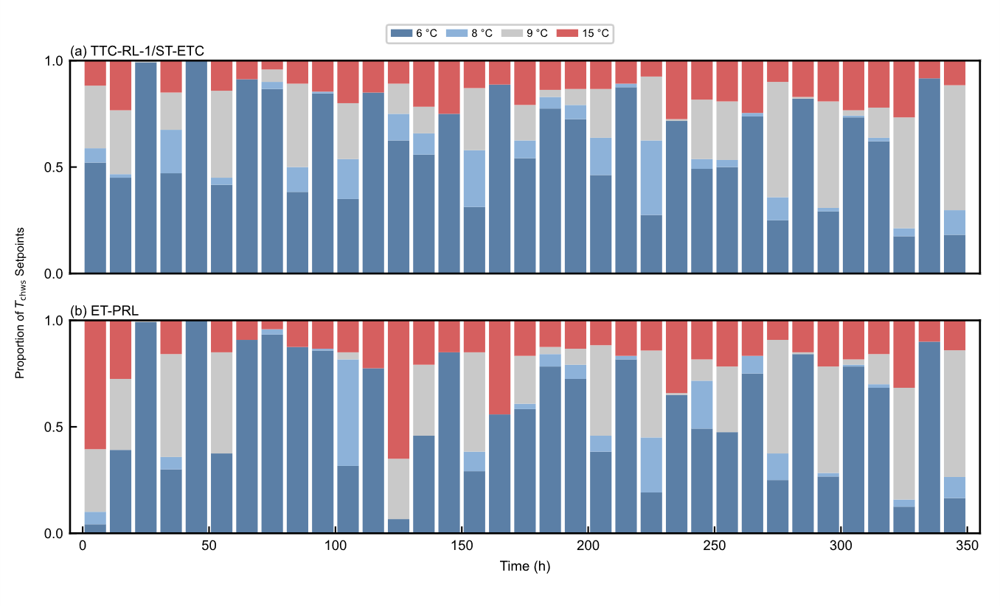 6 °C 8 °C 9 °C 15 °C
(a) TTC-RL-1/ST-ETC
1.0
0.5
0.0
Proportion of Tchws Setpoints
(b) ET-PRL
1.0
0.5
0.0
0 50 100 150 200 250 300 350
Time (h)